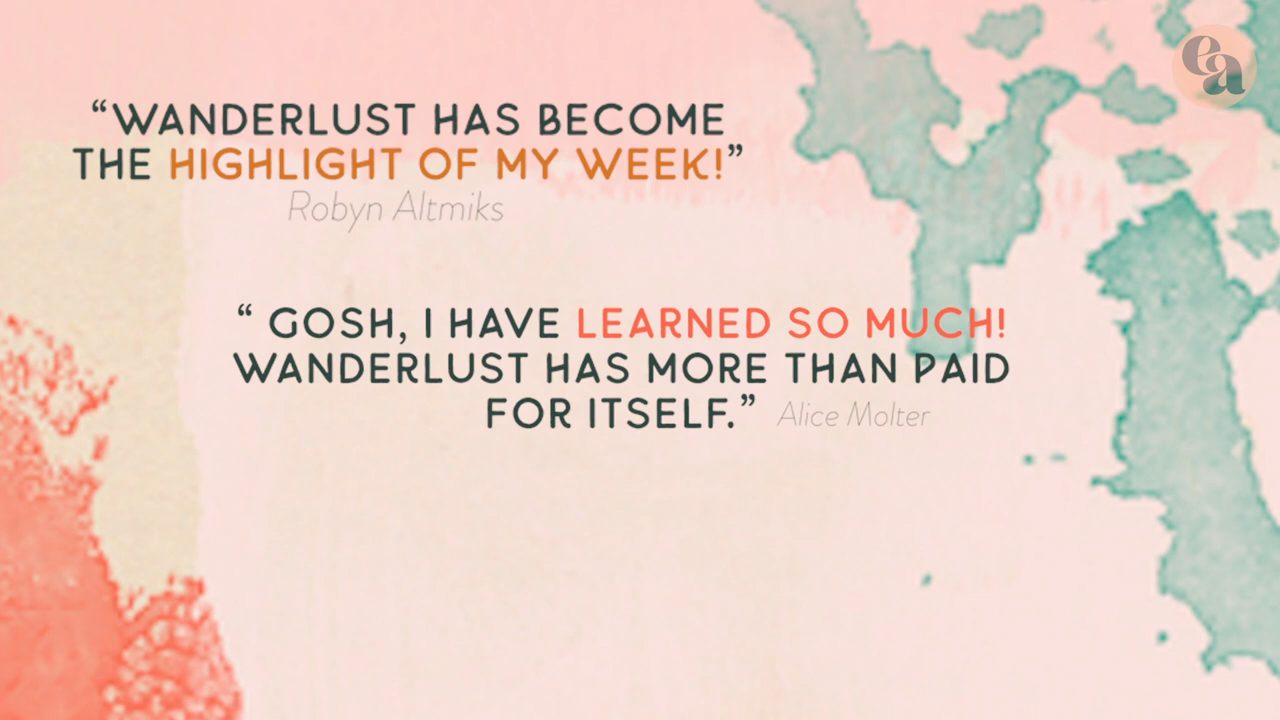 ea
“WANDERLUST HAS BECOME
THE HIGHLIGHT OF MY WEEK!”
Robyn Altmiks
“ GOSH, I HAVE LEARNED SO MUCH!
WANDERLUST HAS MORE THAN PAID
FOR ITSELF.” Alice Molter